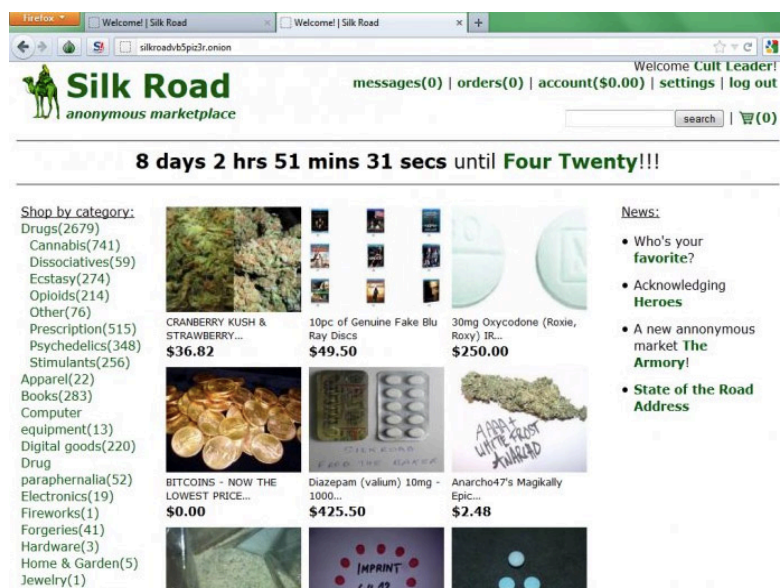 Firefox
Welcome! | Silk Road
Welcome! | Silk Road
silkroadvb5piz3r.onion
Silk Road
anonymous marketplace
Welcome Cult Leader!
messages(0) | orders(0) | account($0.00) | settings | log out
search | (0)
8 days 2 hrs 51 mins 31 secs until Four Twenty!!!
Shop by category:
Drugs(2679)
Cannabis(741)
Dissociatives(59)
Ecstasy(274)
Opioids(214)
Other(76)
Prescription(515)
Psychedelics(348)
Stimulants(256)
Apparel(22)
Books(283)
Computer
equipment(13)
Digital goods(220)
Drug
paraphernalia(52)
Electronics(19)
Fireworks(1)
Forgeries(41)
Hardware(3)
Home & Garden(5)
Jewelry(1)
CRANBERRY KUSH &
STRAWBERRY...
$36.82
10pc of Genuine Fake Blu
Ray Discs
$49.50
30mg Oxycodone (Roxie,
Roxy) IR...
$250.00
BITCOINS - NOW THE
LOWEST PRICE...
$0.00
SILKROAD
Diazepam (valium) 10mg -
1000...
$425.50
AAAA+
WHITE FROST
ANARCHO
Anarcho47's Magikally
Epic...
$2.48
IMPRINT
News:
Who's your
favorite?
Acknowledging
Heroes
A new annonymous
market The
Armory!
State of the Road
Address